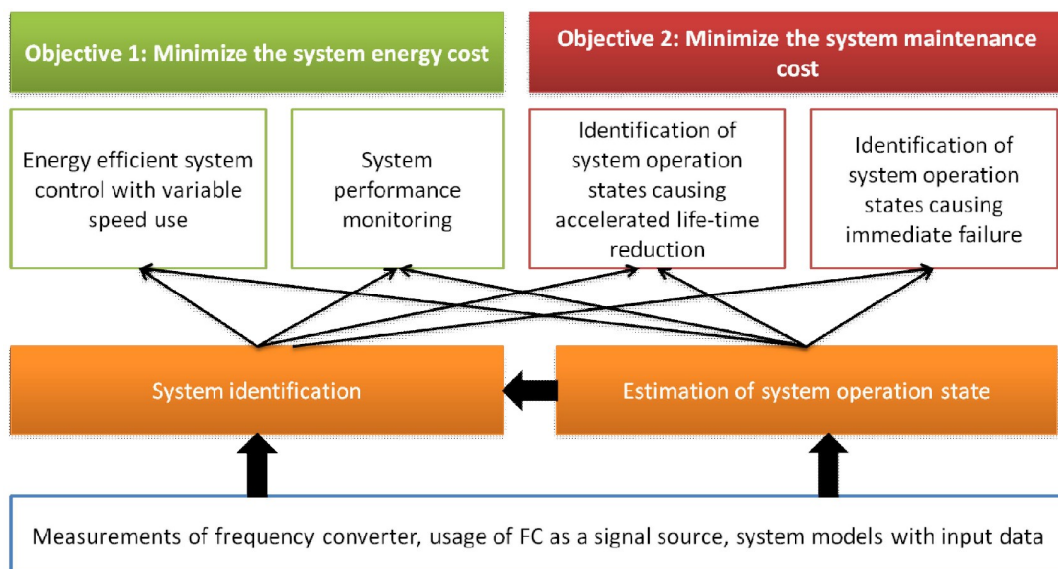 Objective 1: Minimize the system energy cost
Objective 2: Minimize the system maintenance
cost
Energy efficient system
control with variable
speed use
System
performance
monitoring
Identification of
system operation
states causing
accelerated life-time
reduction
Identification of
system operation
states causing
immediate failure
System identification
Estimation of system operation state
Measurements of frequency converter, usage of FC as a signal source, system models with input data